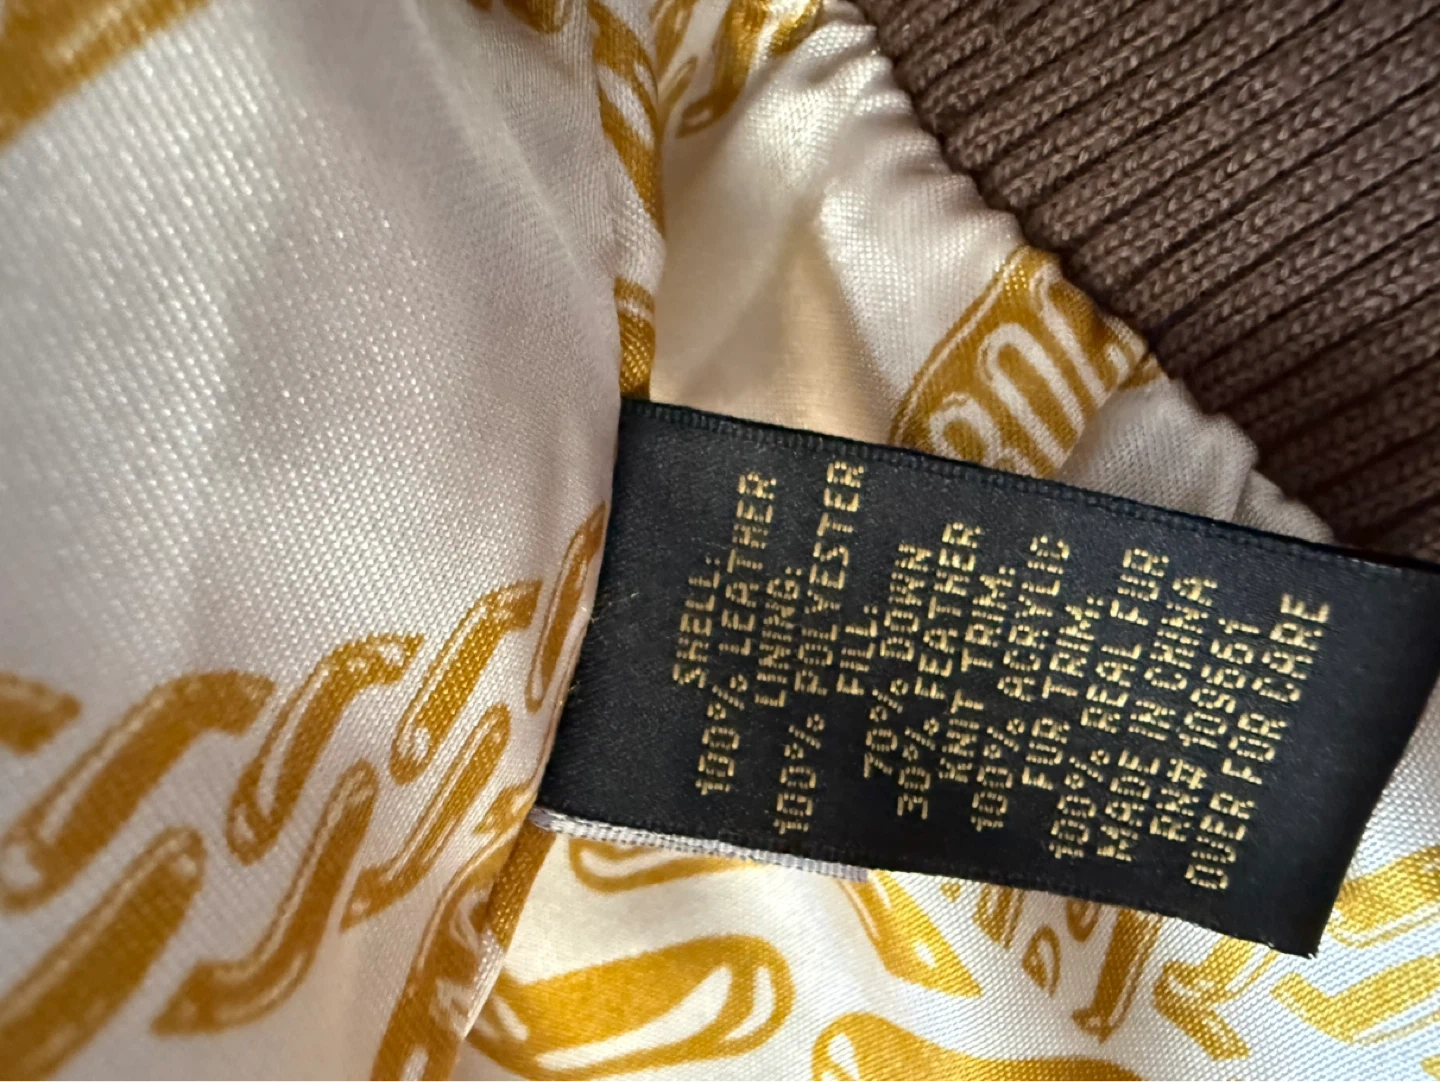 SHELL:
100% LEATHER
LINING:
100% POLYESTER
FILL:
70% DOWN
30% FEATHER
KNIT TRIM:
100% ACRYLIC
FUR TRIM:
100% REAL FUR
MADE IN CHINA
RN# 109551
OVER FOR CARE